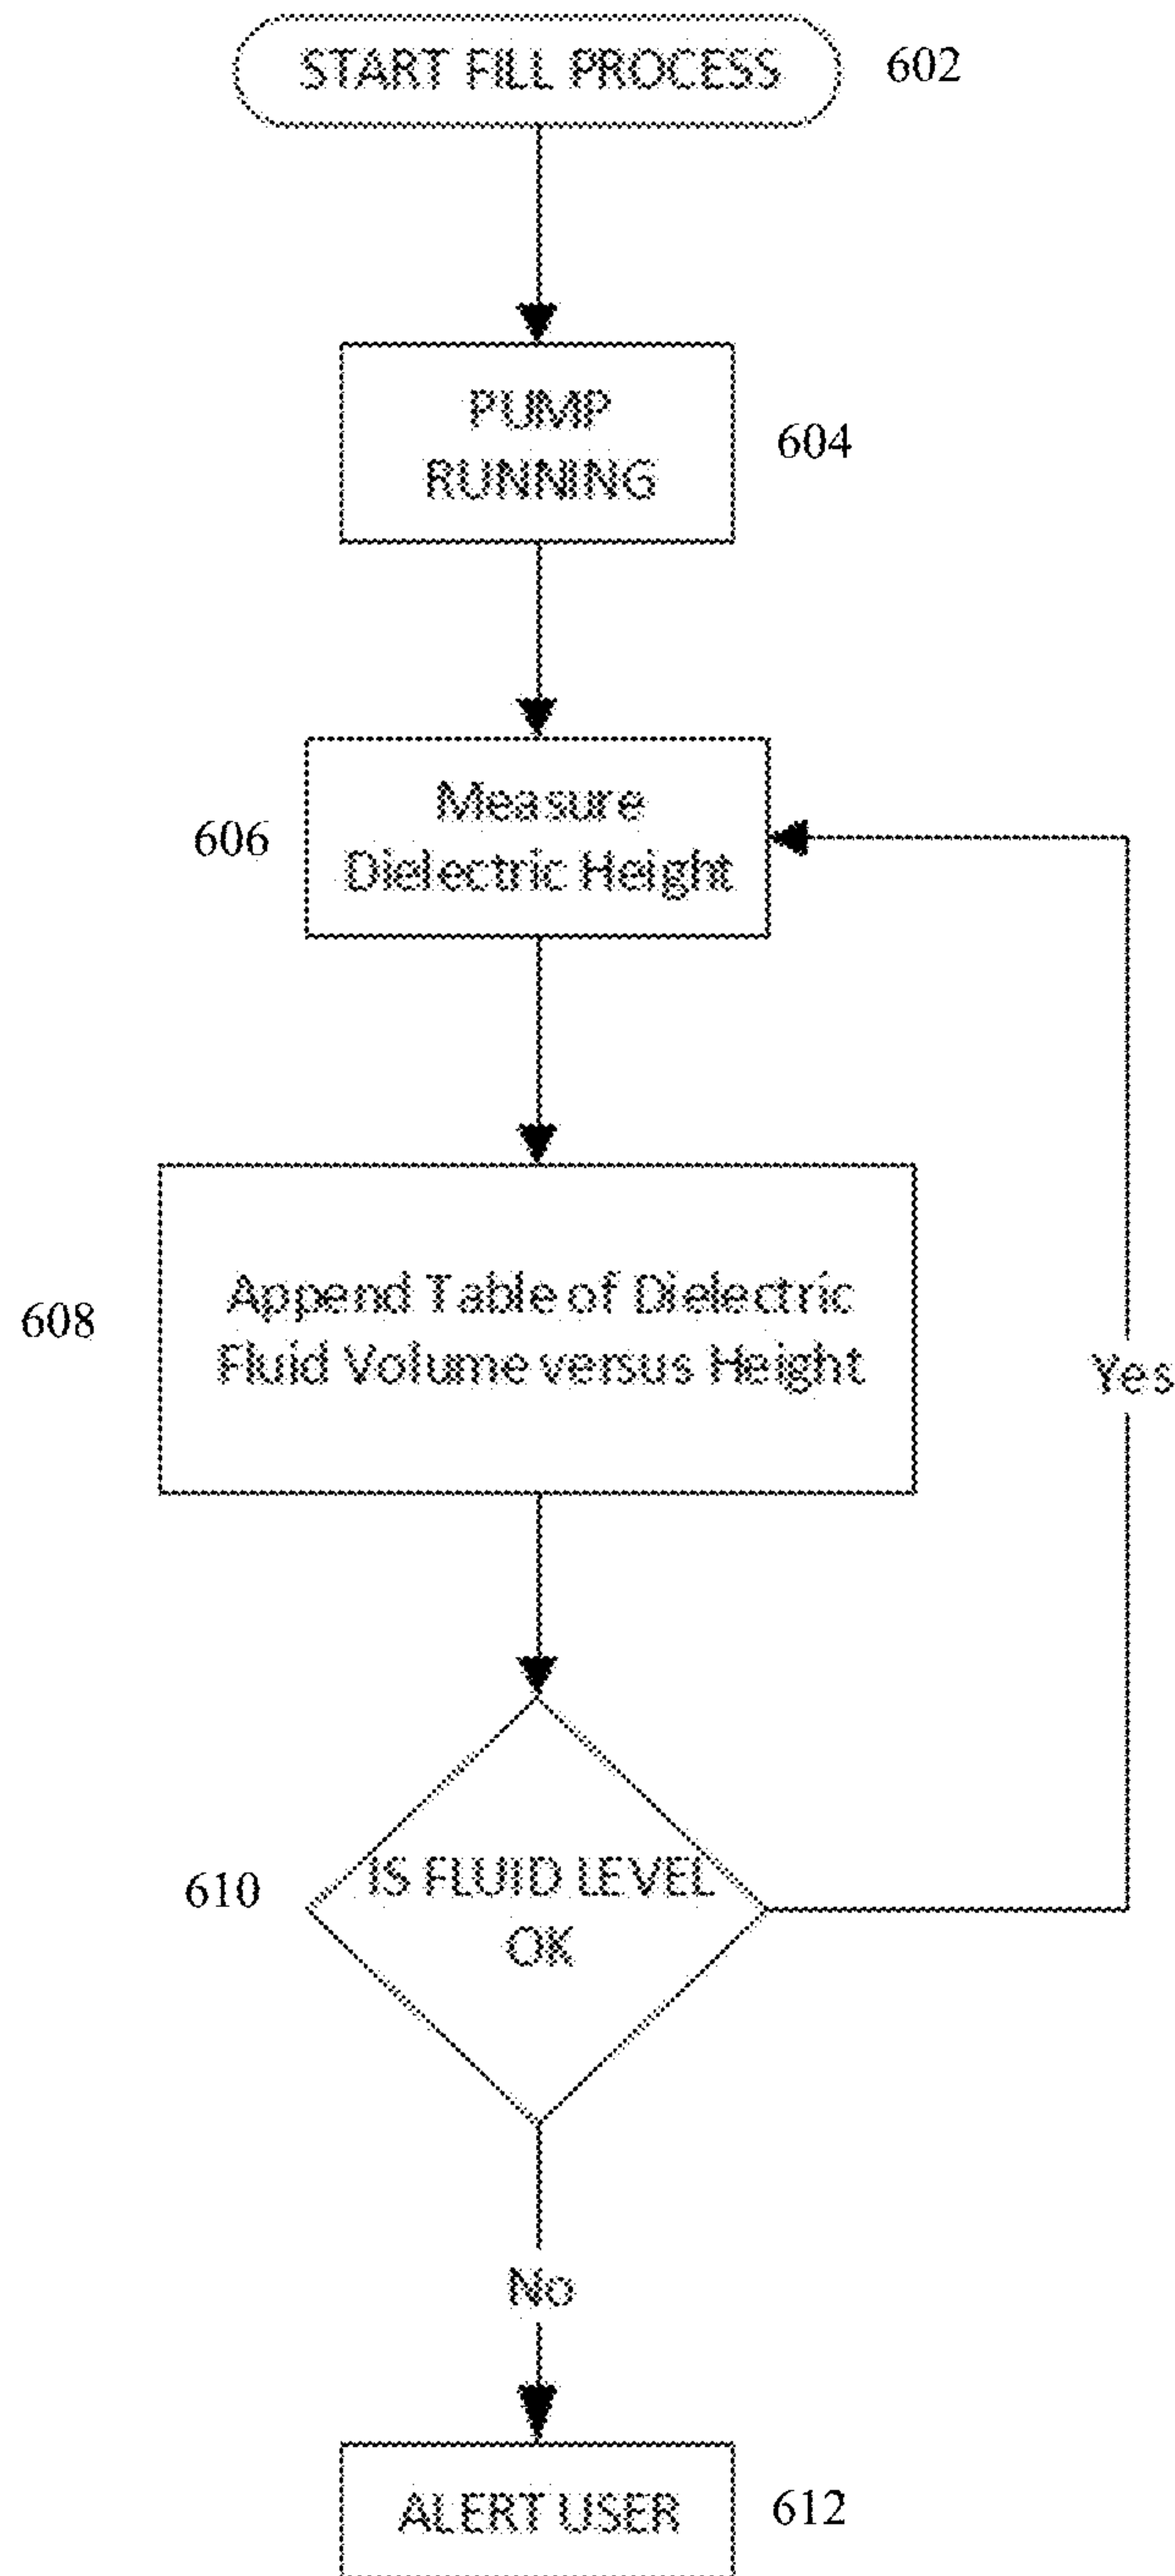 START FILL PROCESS
602
PUMP
RUNNING
604
606
Measure
Dielectric Height
608
Append Table of Dielectric
Fluid Volume versus Height
Yes
610
IS FLUID LEVEL
OK
No
ALERT USER
612